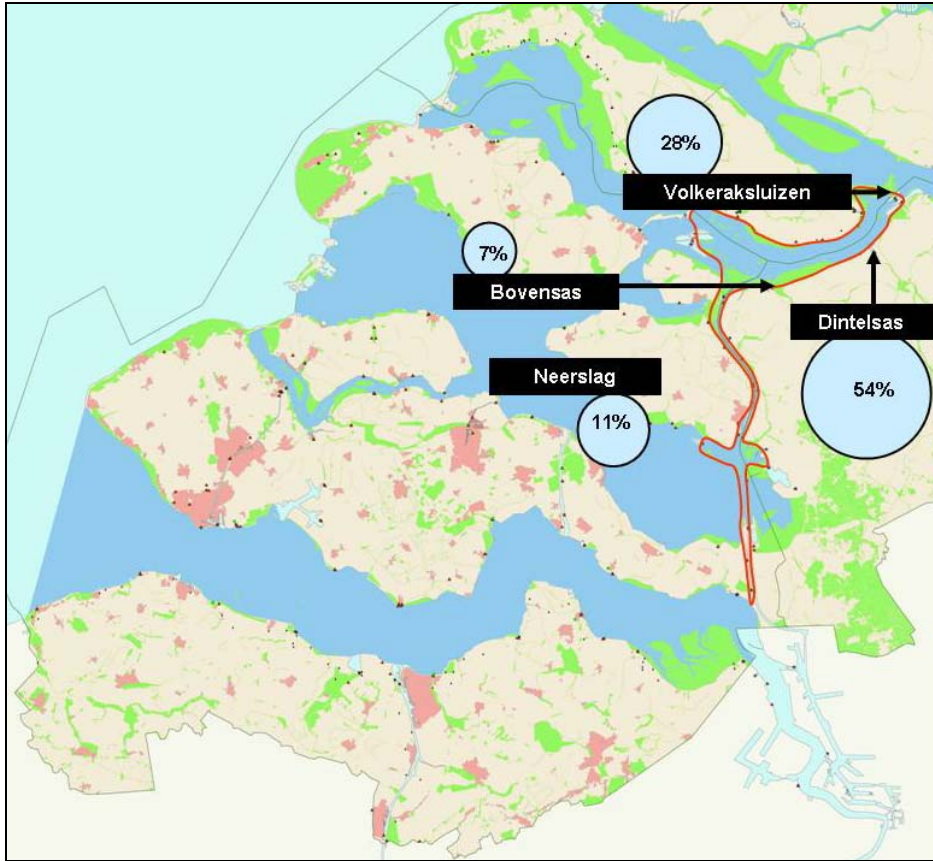 28%
Volkeraksluizen
7%
Bovensas
Dintelsas
Neerslag
54%
11%